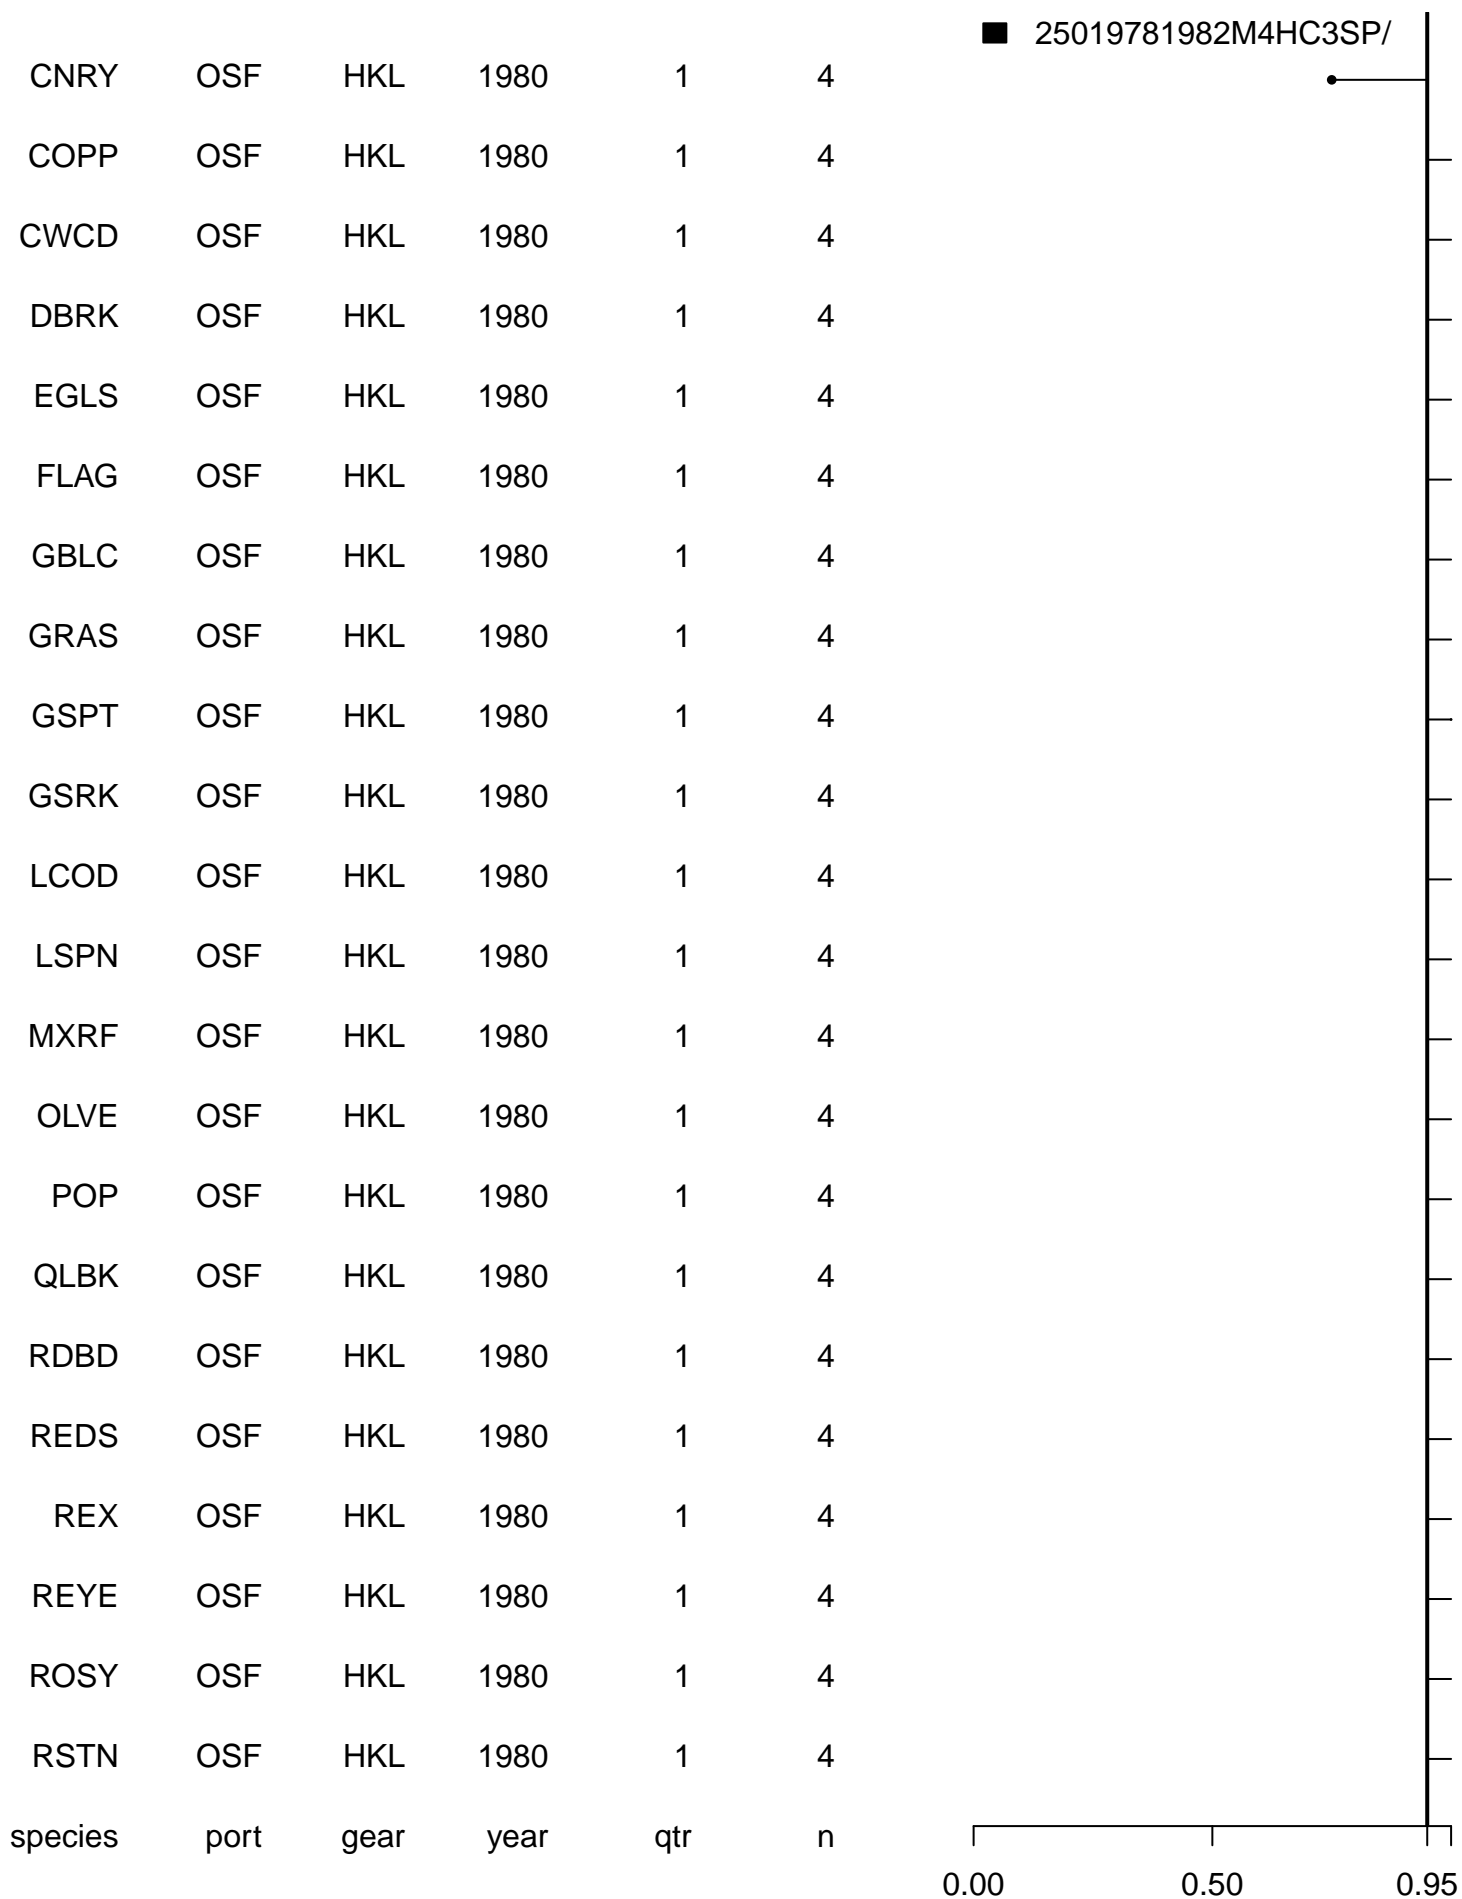 25019781982M4HC3SP/
CNRY OSF HKL 1980 1 4
COPP OSF HKL 1980 1 4
CWCD OSF HKL 1980 1 4
DBRK OSF HKL 1980 1 4
EGLS OSF HKL 1980 1 4
FLAG OSF HKL 1980 1 4
GBLC OSF HKL 1980 1 4
GRAS OSF HKL 1980 1 4
GSPT OSF HKL 1980 1 4
GSRK OSF HKL 1980 1 4
LCOD OSF HKL 1980 1 4
LSPN OSF HKL 1980 1 4
MXRF OSF HKL 1980 1 4
OLVE OSF HKL 1980 1 4
POP OSF HKL 1980 1 4
QLBK OSF HKL 1980 1 4
RDBD OSF HKL 1980 1 4
REDS OSF HKL 1980 1 4
REX OSF HKL 1980 1 4
REYE OSF HKL 1980 1 4
ROSY OSF HKL 1980 1 4
RSTN OSF HKL 1980 1 4
species port gear year qtr n
0.00 0.50 0.95